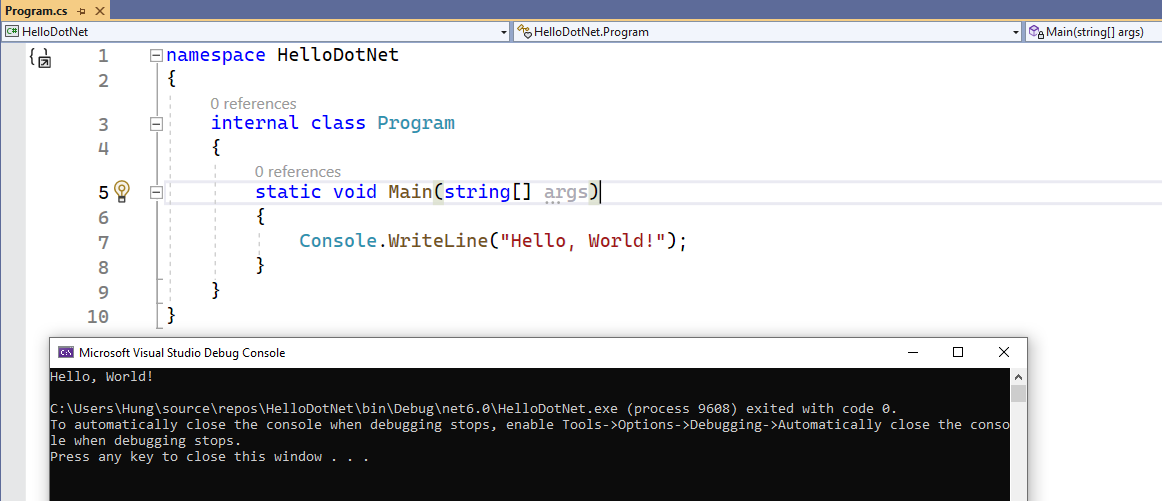 Program.cs
HelloDotNet
HelloDotNet.Program
Main(string[] args)
1 namespace HelloDotNet
2 {
0 references
3 internal class Program
4 {
0 references
5 static void Main(string[] args)
6 {
7 Console.WriteLine("Hello, World!");
8 }
9 }
10 }
Microsoft Visual Studio Debug Console
Hello, World!
C:\Users\Hung\source\repos\HelloDotNet\bin\Debug\net6.0\HelloDotNet.exe (process 9608) exited with code 0.
To automatically close the console when debugging stops, enable Tools->Options->Debugging->Automatically close the conso
le when debugging stops.
Press any key to close this window . . .